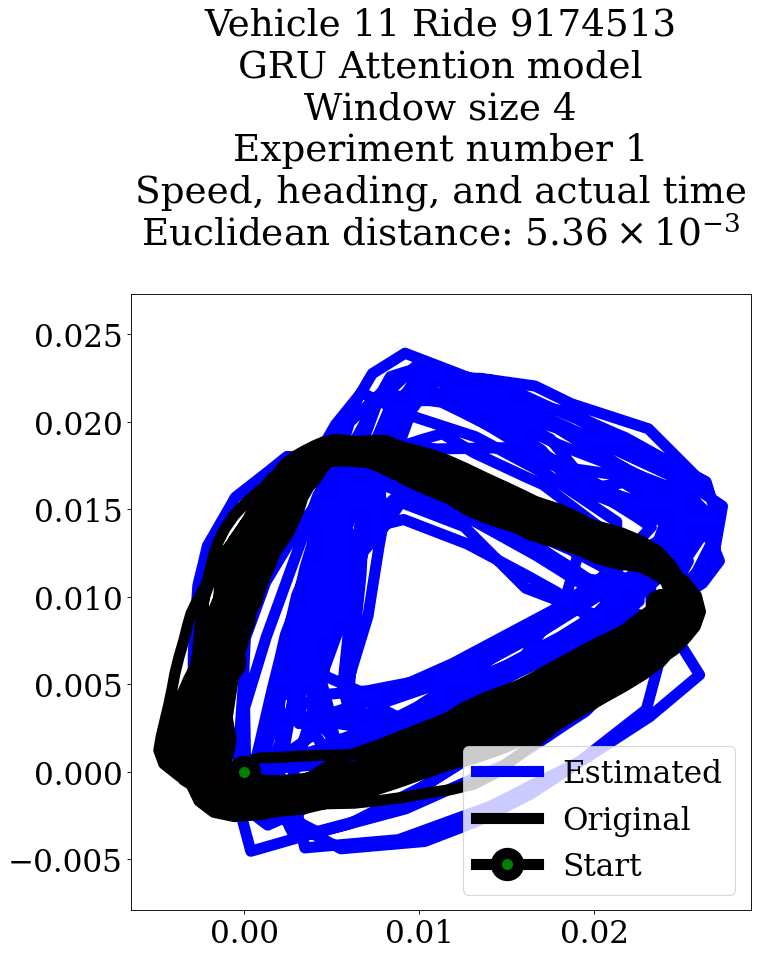 Vehicle 11 Ride 9174513
GRU Attention model
Window size 4
Experiment number 1
Speed, heading, and actual time
Euclidean distance: 5.36 × 10⁻³
0.025
0.020
0.015
0.010
0.005
0.000
−0.005
Estimated
Original
Start
0.00 0.01 0.02